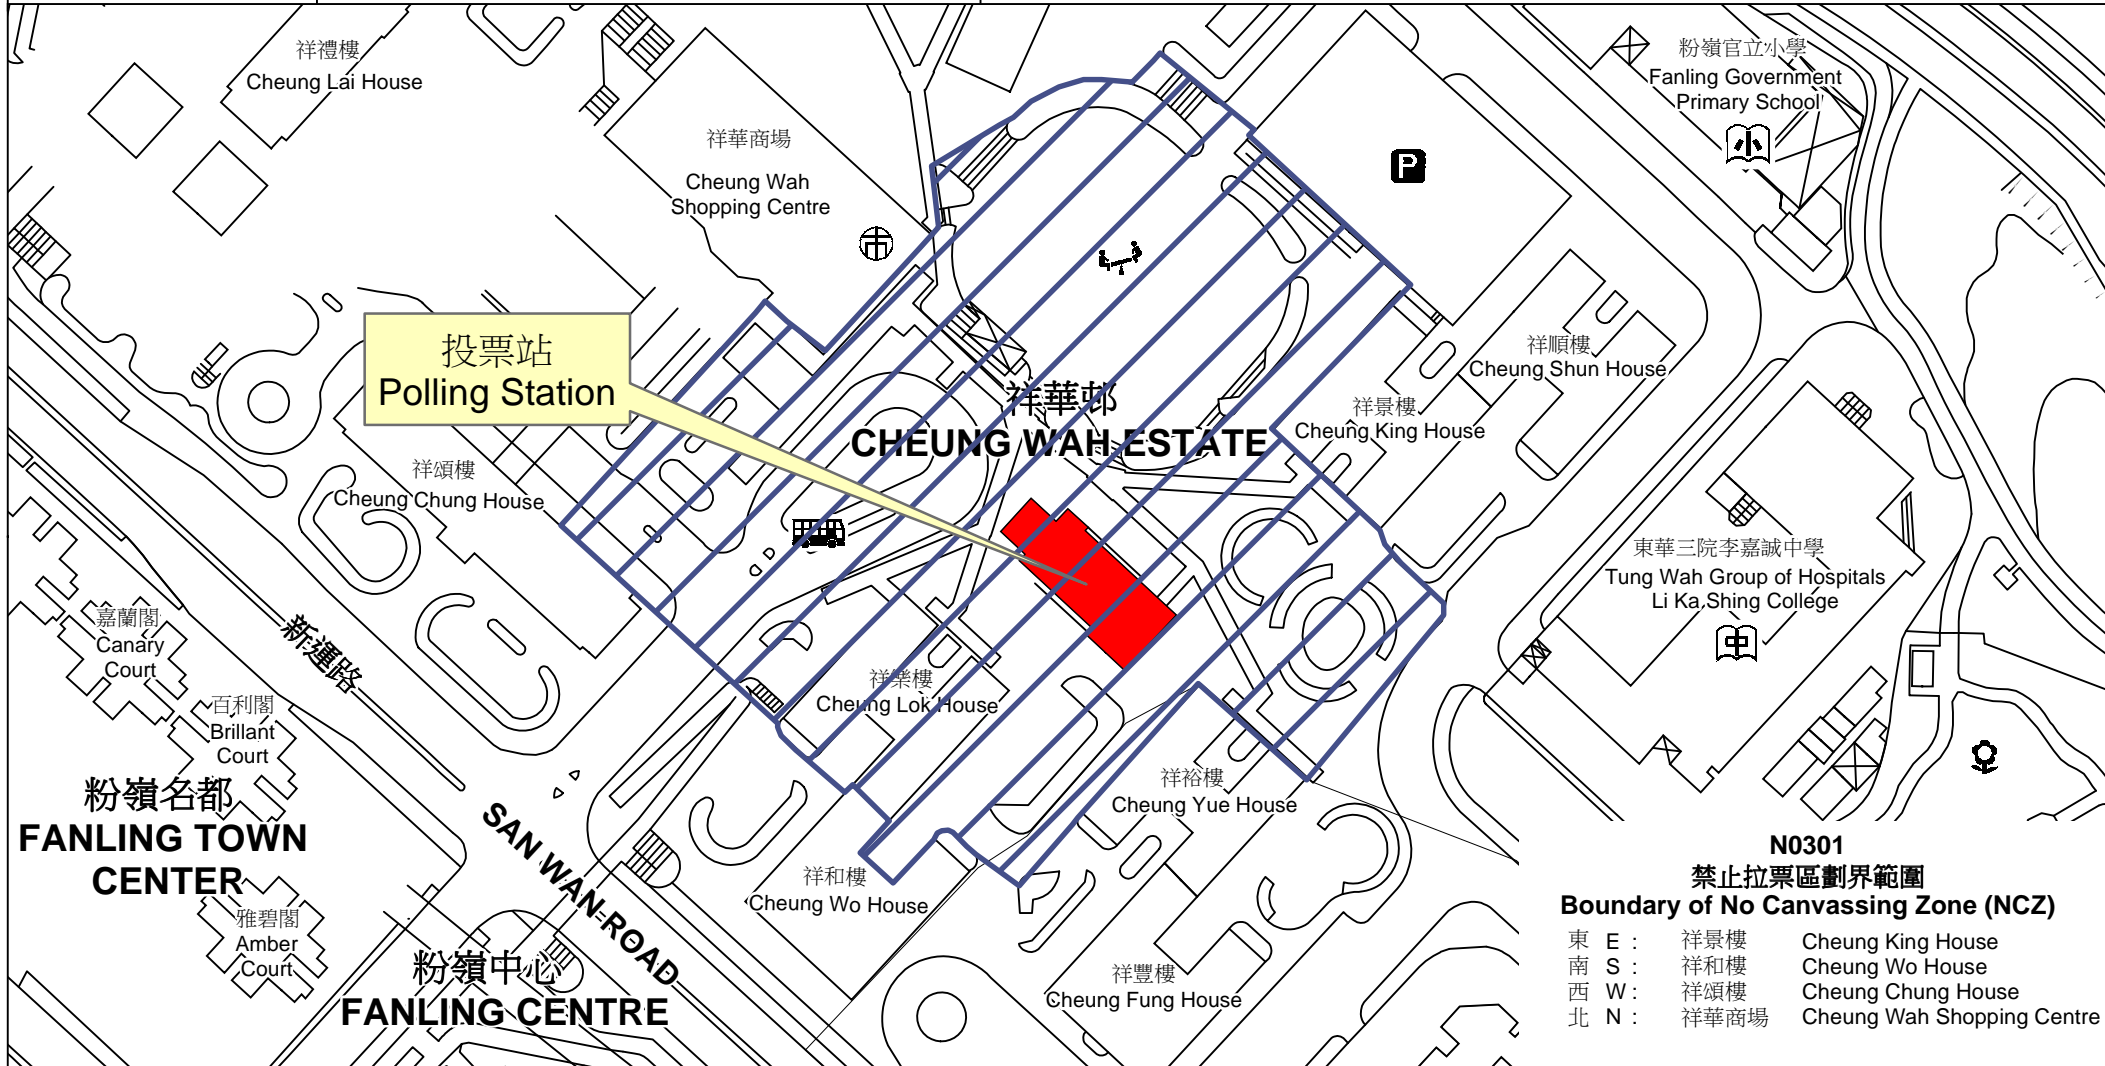 祥禮樓
Cheung Lai House
祥華商場
Cheung Wah
Shopping Centre
粉嶺官立小學
Fanling Government
Primary School
小
P
投票站
Polling Station
祥華邨
CHEUNG WAH ESTATE
祥順樓
Cheung Shun House
祥景樓
Cheung King House
祥頌樓
Cheung Chung House
東華三院李嘉誠中學
Tung Wah Group of Hospitals
Li Ka Shing College
中
嘉蘭閣
Canary
Court
新運路
百利閣
Brillant
Court
祥樂樓
Cheung Lok House
祥裕樓
Cheung Yue House
粉嶺名都
FANLING TOWN
CENTER
SAN WAN ROAD
祥和樓
Cheung Wo House
雅碧閣
Amber
Court
粉嶺中心
FANLING CENTRE
祥豐樓
Cheung Fung House
N0301
禁止拉票區劃界範圍
Boundary of No Canvassing Zone (NCZ)
東 E : 祥景樓 Cheung King House
南 S : 祥和樓 Cheung Wo House
西 W : 祥頌樓 Cheung Chung House
北 N : 祥華商場 Cheung Wah Shopping Centre